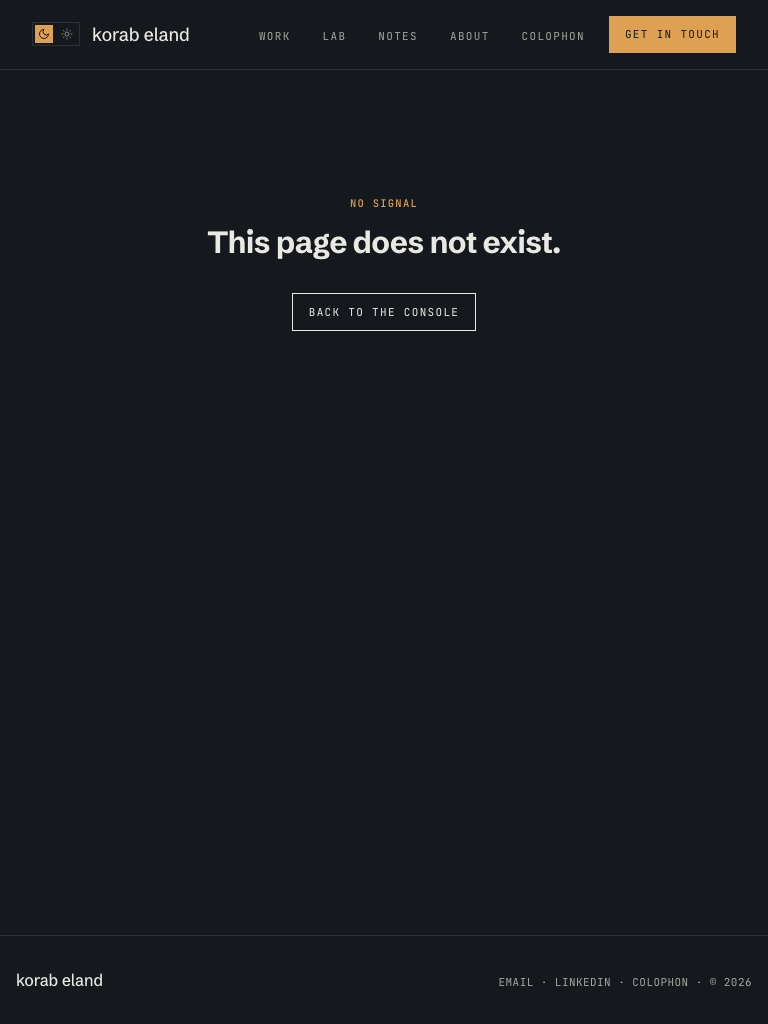 korab eland
WORK LAB NOTES ABOUT COLOPHON GET IN TOUCH
NO SIGNAL
This page does not exist.
BACK TO THE CONSOLE
korab eland
EMAIL · LINKEDIN · COLOPHON · © 2026